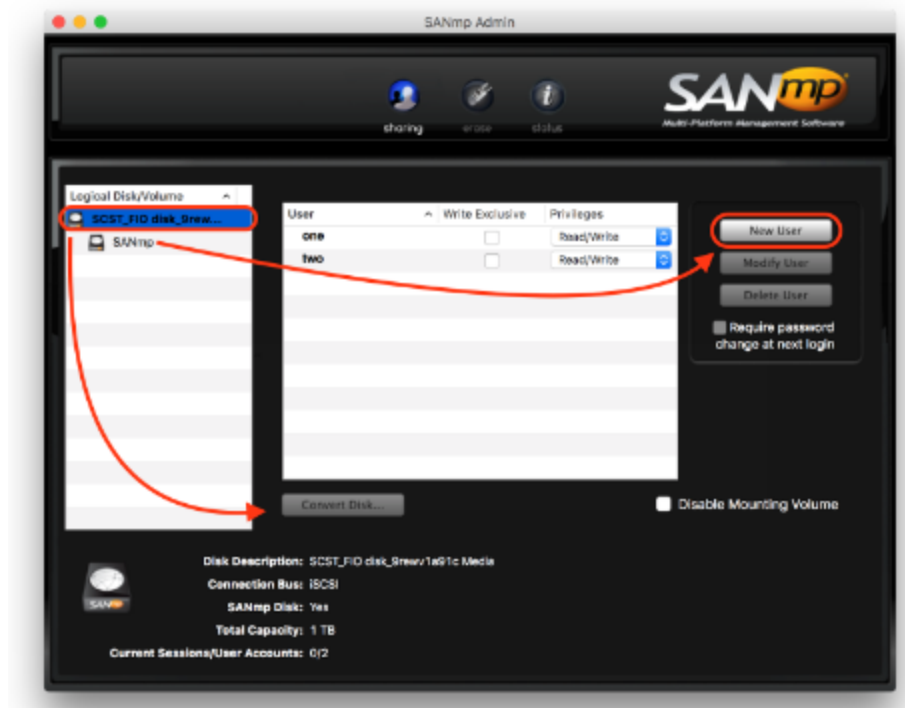 SANmp Admin
SANmp
Multi-Platform Management Software
sharing
erase
status
Logical Disk/Volume
SCST_FIO disk_9rew...
SANmp
User
Write Exclusive
Privileges
one
Read/Write
two
Read/Write
New User
Modify User
Delete User
Require password
change at next login
Convert Disk...
Disable Mounting Volume
Disk Description: SCST_FIO disk_9rewv1a91c Media
Connection Bus: iSCSI
SANmp Disk: Yes
Total Capacity: 1 TB
Current Sessions/User Accounts: 0/2
SANmp